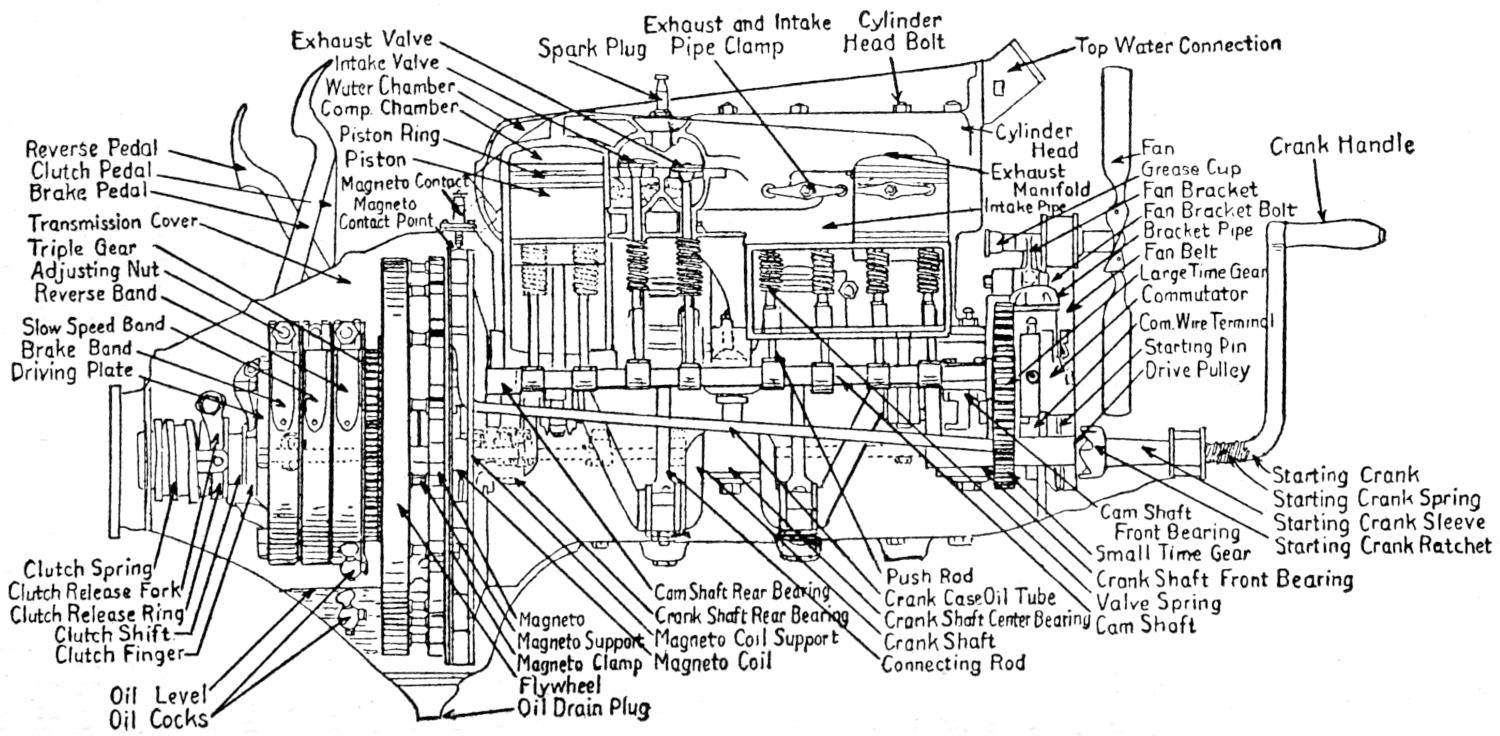 Exhaust Valve
Intake Valve
Wuter Chamber
Comp. Chamber
Piston Ring
Piston
Magneto Contact
Magneto
Contact Point
Spark Plug
Exhaust and Intake
Pipe Clamp
Cylinder
Head Bolt
Top Water Connection
Cylinder
Head
Exhaust
Manifold
Intake Pipe
Reverse Pedal
Clutch Pedal
Brake Pedal
Transmission Cover
Triple Gear
Adjusting Nut
Reverse Band
Slow Speed Band
Brake Band
Driving Plate
Fan
Grease Cup
Fan Bracket
Fan Bracket Bolt
Bracket Pipe
Fan Belt
Large Time Gear
Commutator
Com. Wire Terminal
Starting Pin
Drive Pulley
Crank Handle
Clutch Spring
Clutch Release Fork
Clutch Release Ring
Clutch Shift
Clutch Finger
Oil Level
Oil Cocks
Magneto
Magneto Support
Magneto Clamp
Flywheel
Oil Drain Plug
Cam Shaft Rear Bearing
Crank Shaft Rear Bearing
Magneto Coil Support
Magneto Coil
Push Rod
Crank Case Oil Tube
Crank Shaft Center Bearing
Crank Shaft
Connecting Rod
Cam Shaft
Front Bearing
Small Time Gear
Crank Shaft Front Bearing
Valve Spring
Cam Shaft
Starting Crank
Starting Crank Spring
Starting Crank Sleeve
Starting Crank Ratchet